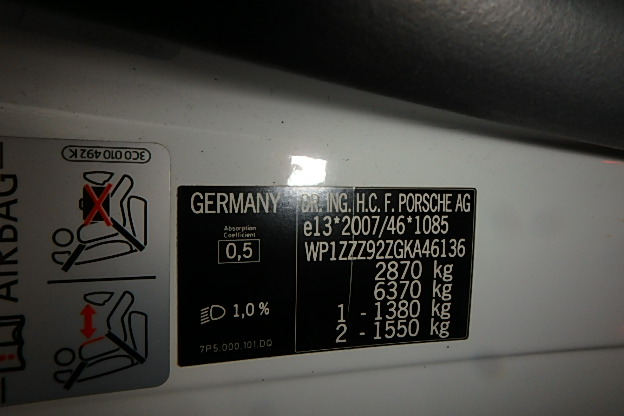 3C0 010 492 K
AIRBAG
GERMANY
Absorption
Coefficient
0,5
1,0 %
7P5.000.101.DQ
DR. ING. H.C. F. PORSCHE AG
e13*2007/46*1085
WP1ZZZ92ZGKA46136
2870 kg
6370 kg
1 - 1380 kg
2 - 1550 kg